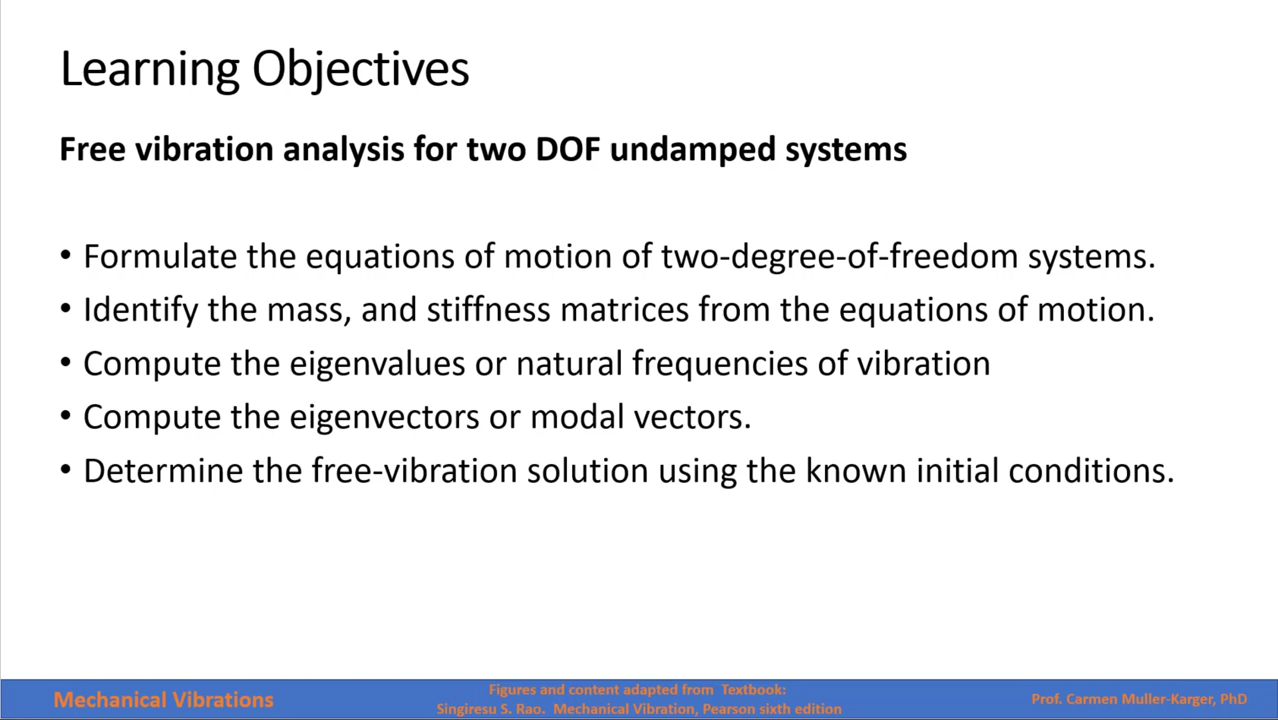 Learning Objectives
Free vibration analysis for two DOF undamped systems
• Formulate the equations of motion of two-degree-of-freedom systems.
• Identify the mass, and stiffness matrices from the equations of motion.
• Compute the eigenvalues or natural frequencies of vibration
• Compute the eigenvectors or modal vectors.
• Determine the free-vibration solution using the known initial conditions.
Mechanical Vibrations
Figures and content adapted from Textbook:
Singiresu S. Rao. Mechanical Vibration, Pearson sixth edition
Prof. Carmen Muller-Karger, PhD